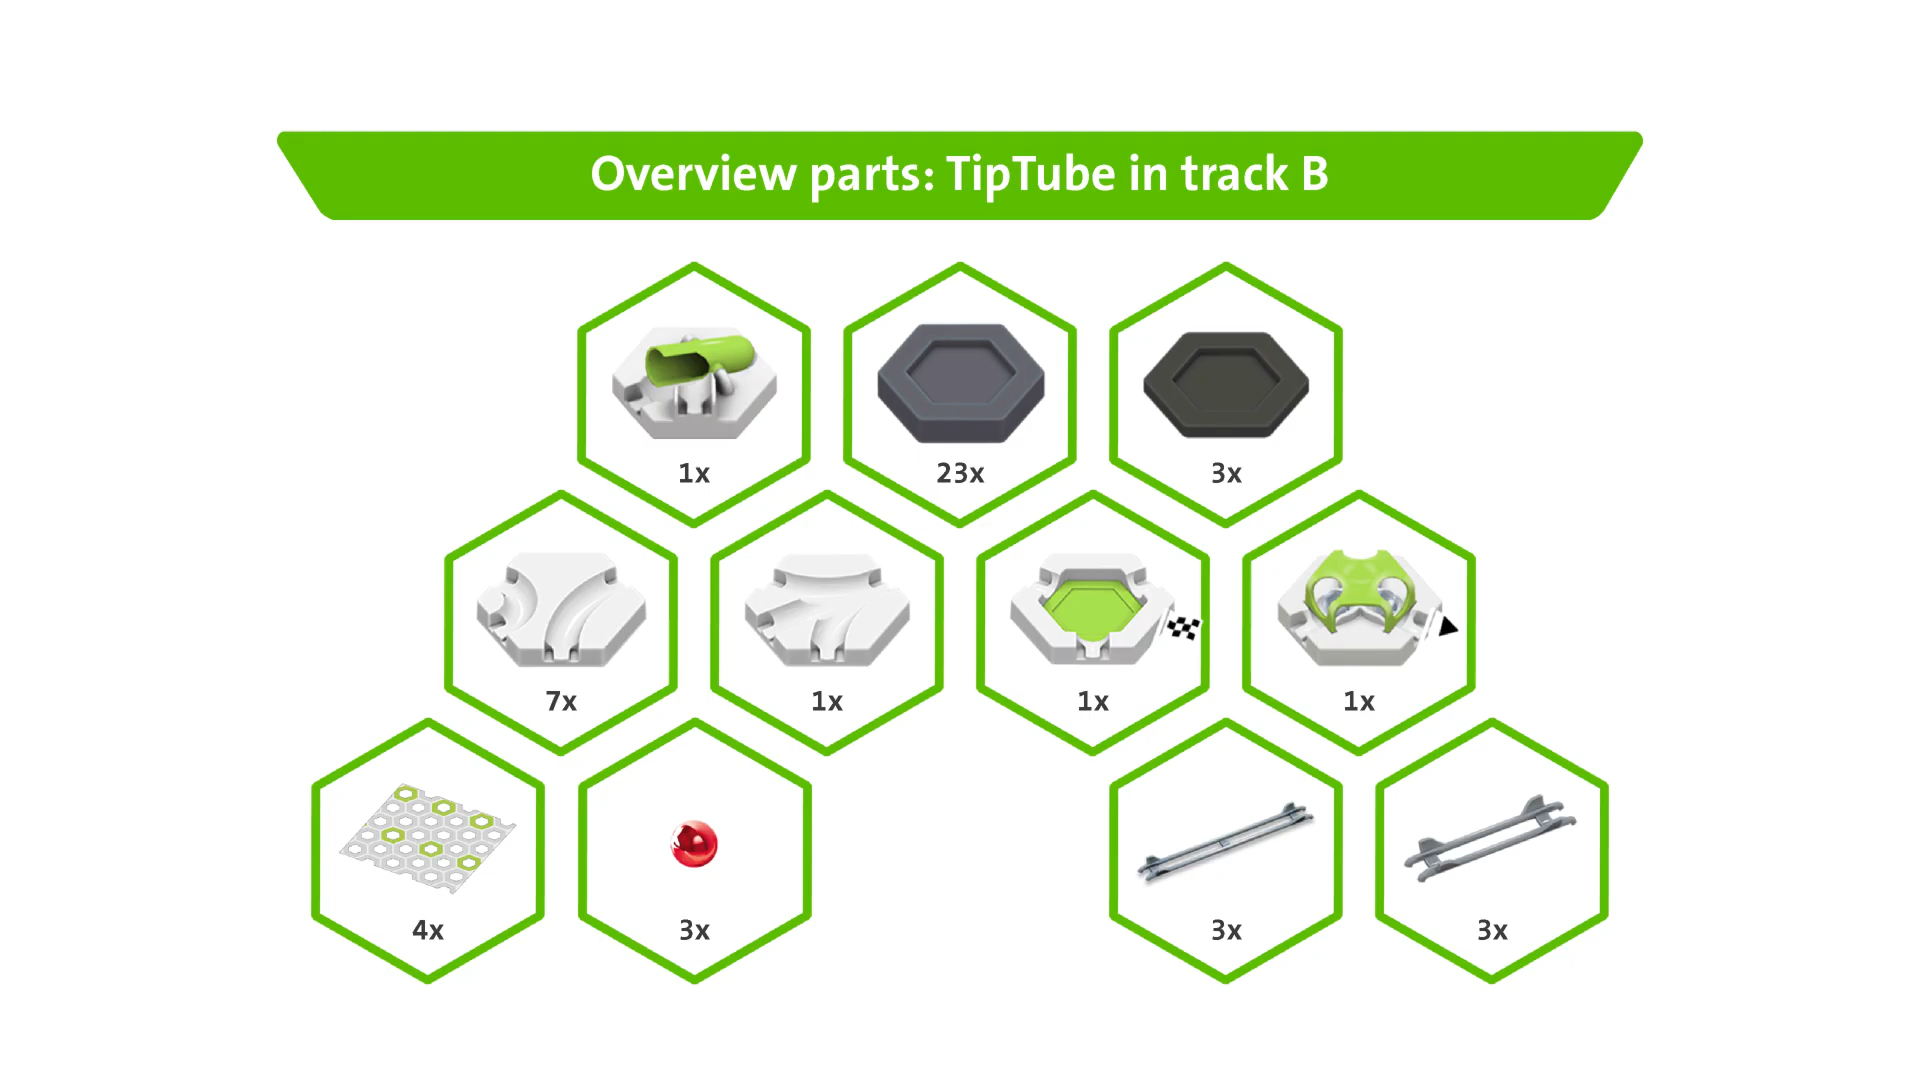 Overview parts: TipTube in track B
1x
23x
3x
7x
1x
1x
1x
4x
3x
3x
3x